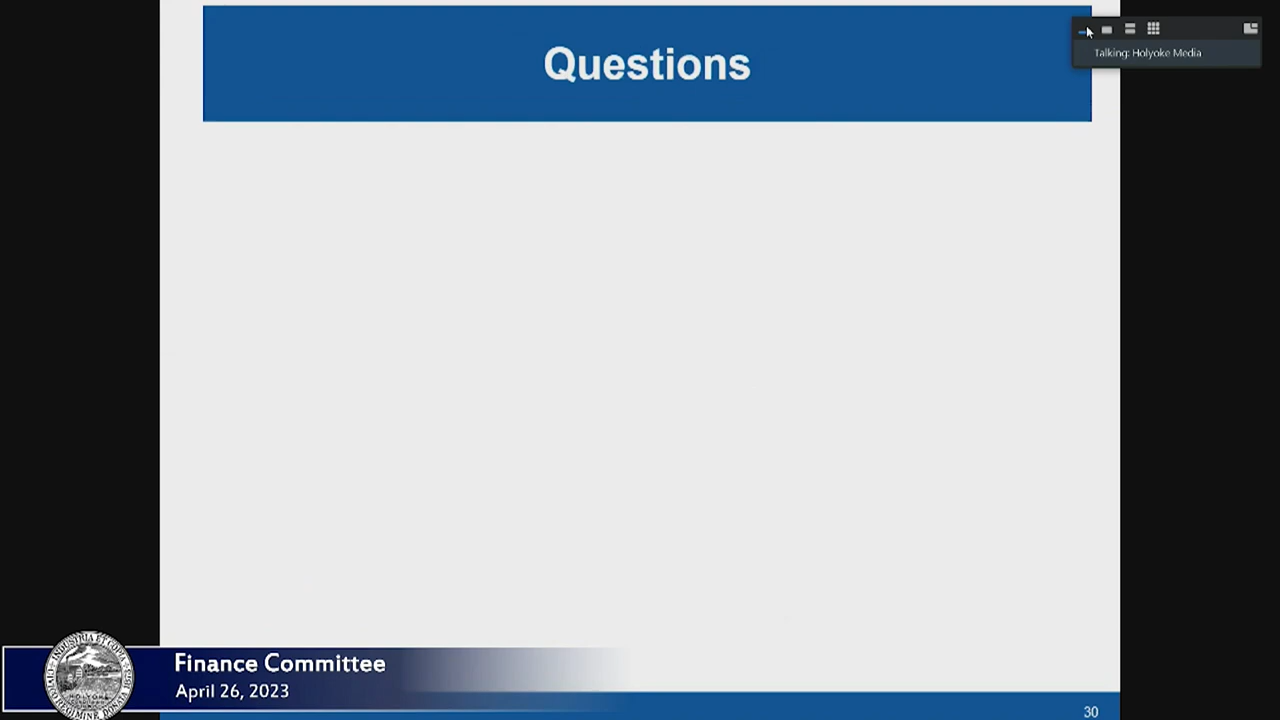 Questions
Talking: Holyoke Media
Finance Committee
April 26, 2023
30